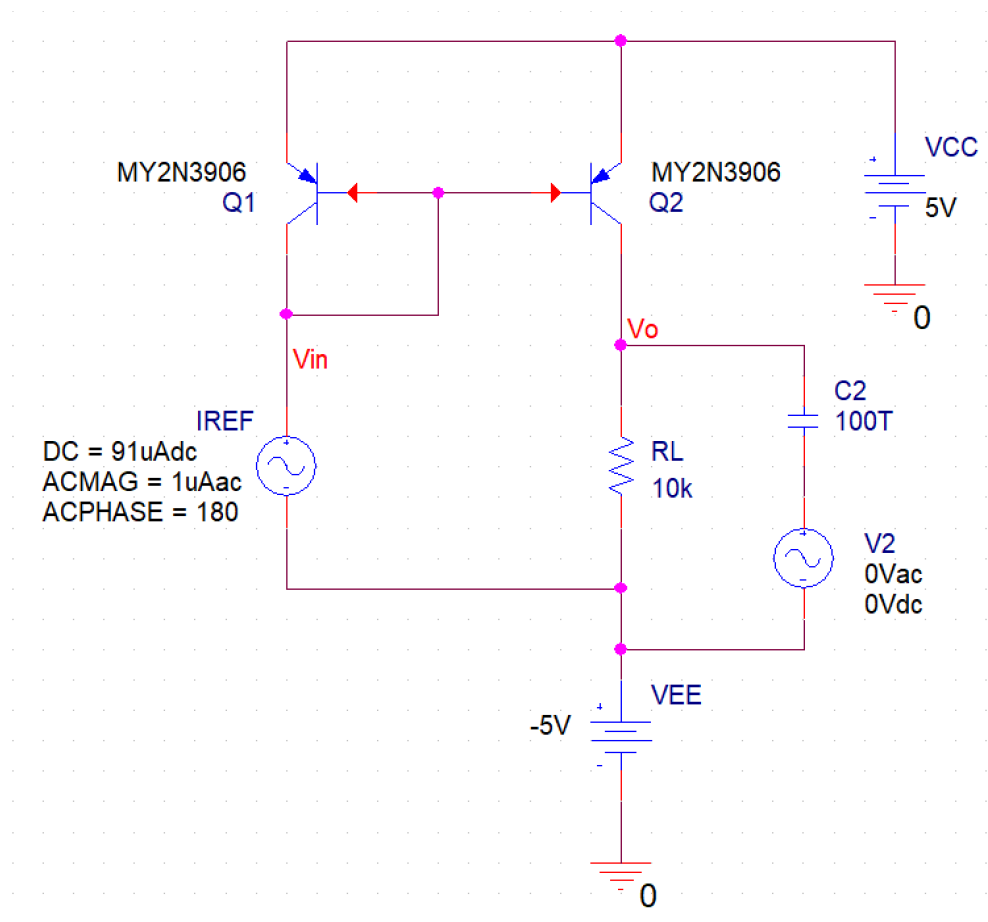 MY2N3906
Q1
MY2N3906
Q2
VCC
+
5V
-
0
Vin
Vo
IREF
DC = 91uAdc
ACMAG = 1uAac
ACPHASE = 180
+
-
RL
10k
C2
100T
V2
0Vac
0Vdc
+
-
VEE
+
-5V
-
0